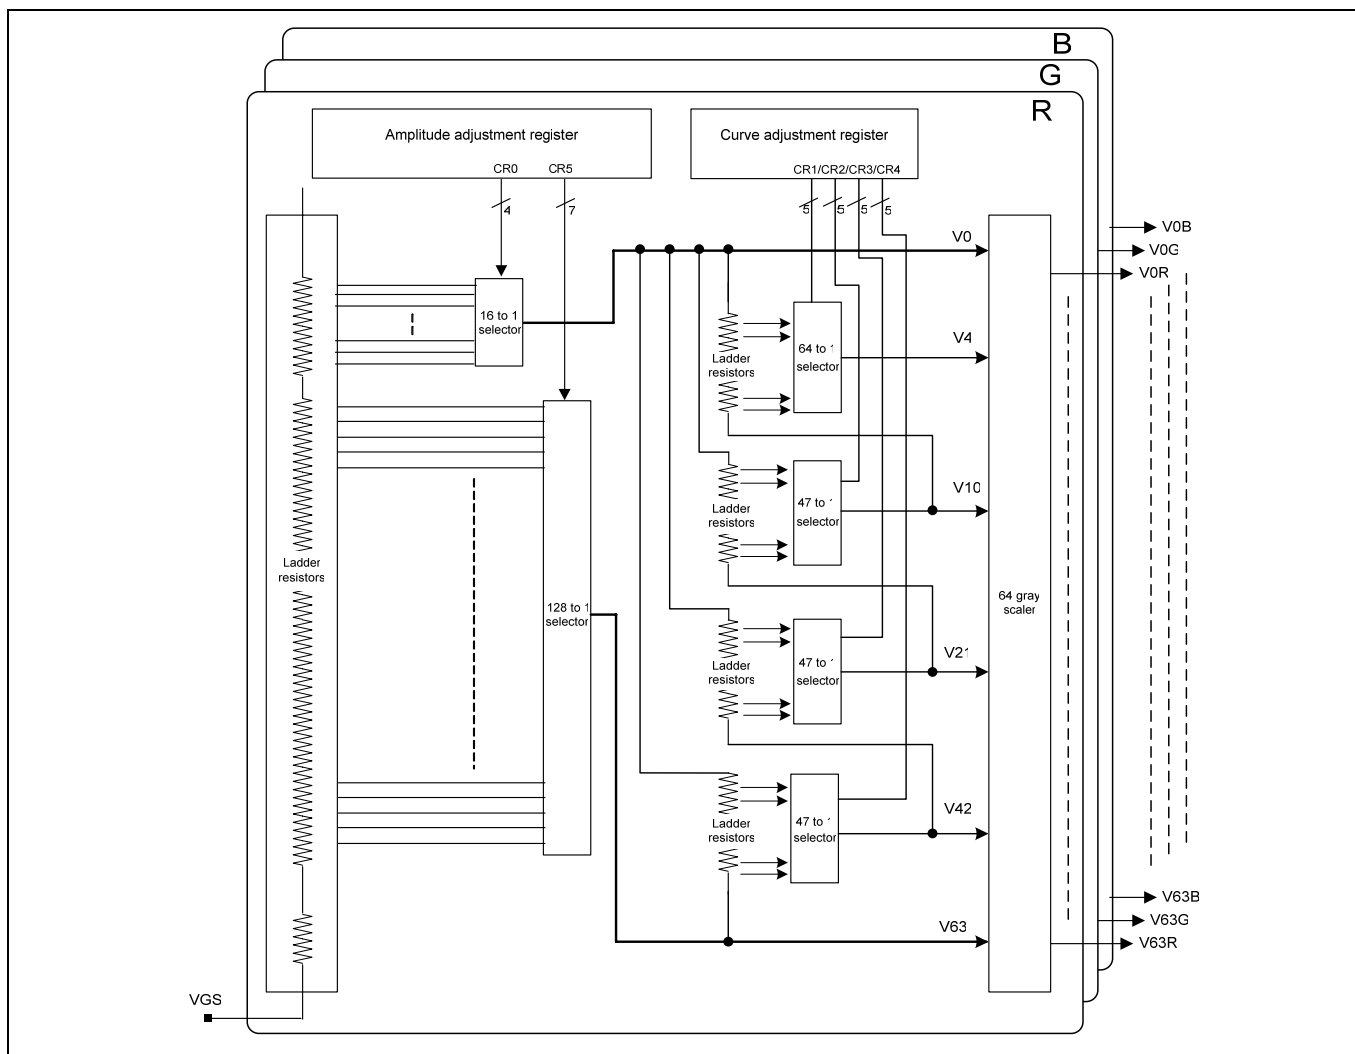 B
G
R
Amplitude adjustment register
CR0 CR5
4
7
Curve adjustment register
CR1/CR2/CR3/CR4
5 5 5 5
V0
16 to 1
selector
Ladder
resistors
64 to 1
selector
V4
Ladder
resistors
47 to 1
selector
V10
Ladder
resistors
128 to 1
selector
64 gray
scaler
Ladder
resistors
47 to 1
selector
V21
Ladder
resistors
47 to 1
selector
V42
V63
VGS
V0B
V0G
V0R
V63B
V63G
V63R